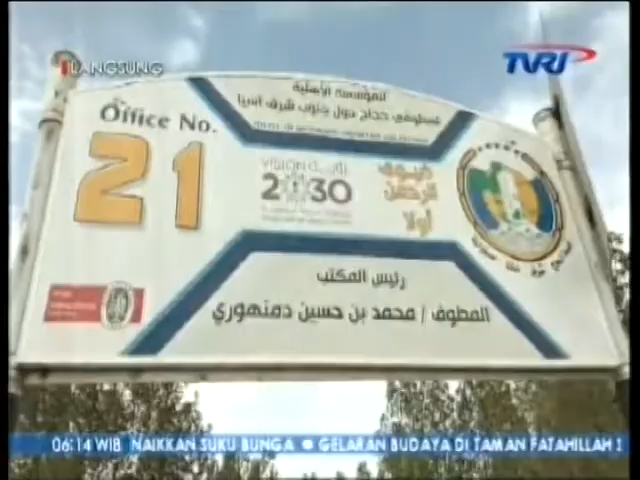 LANGSUNG
TVRI
المؤسسة الأهلية
لمطوفي حجاج دول جنوب شرق آسيا
Office No.
21
VISION رؤية
2030
ضيوف
الرحمن
أولا
رئيس المكتب
المطوف / محمد بن حسين دمنهوري
06:14 WIB NAIKKAN SUKU BUNGA • GELARAN BUDAYA DI TAMAN FATAHILLAH